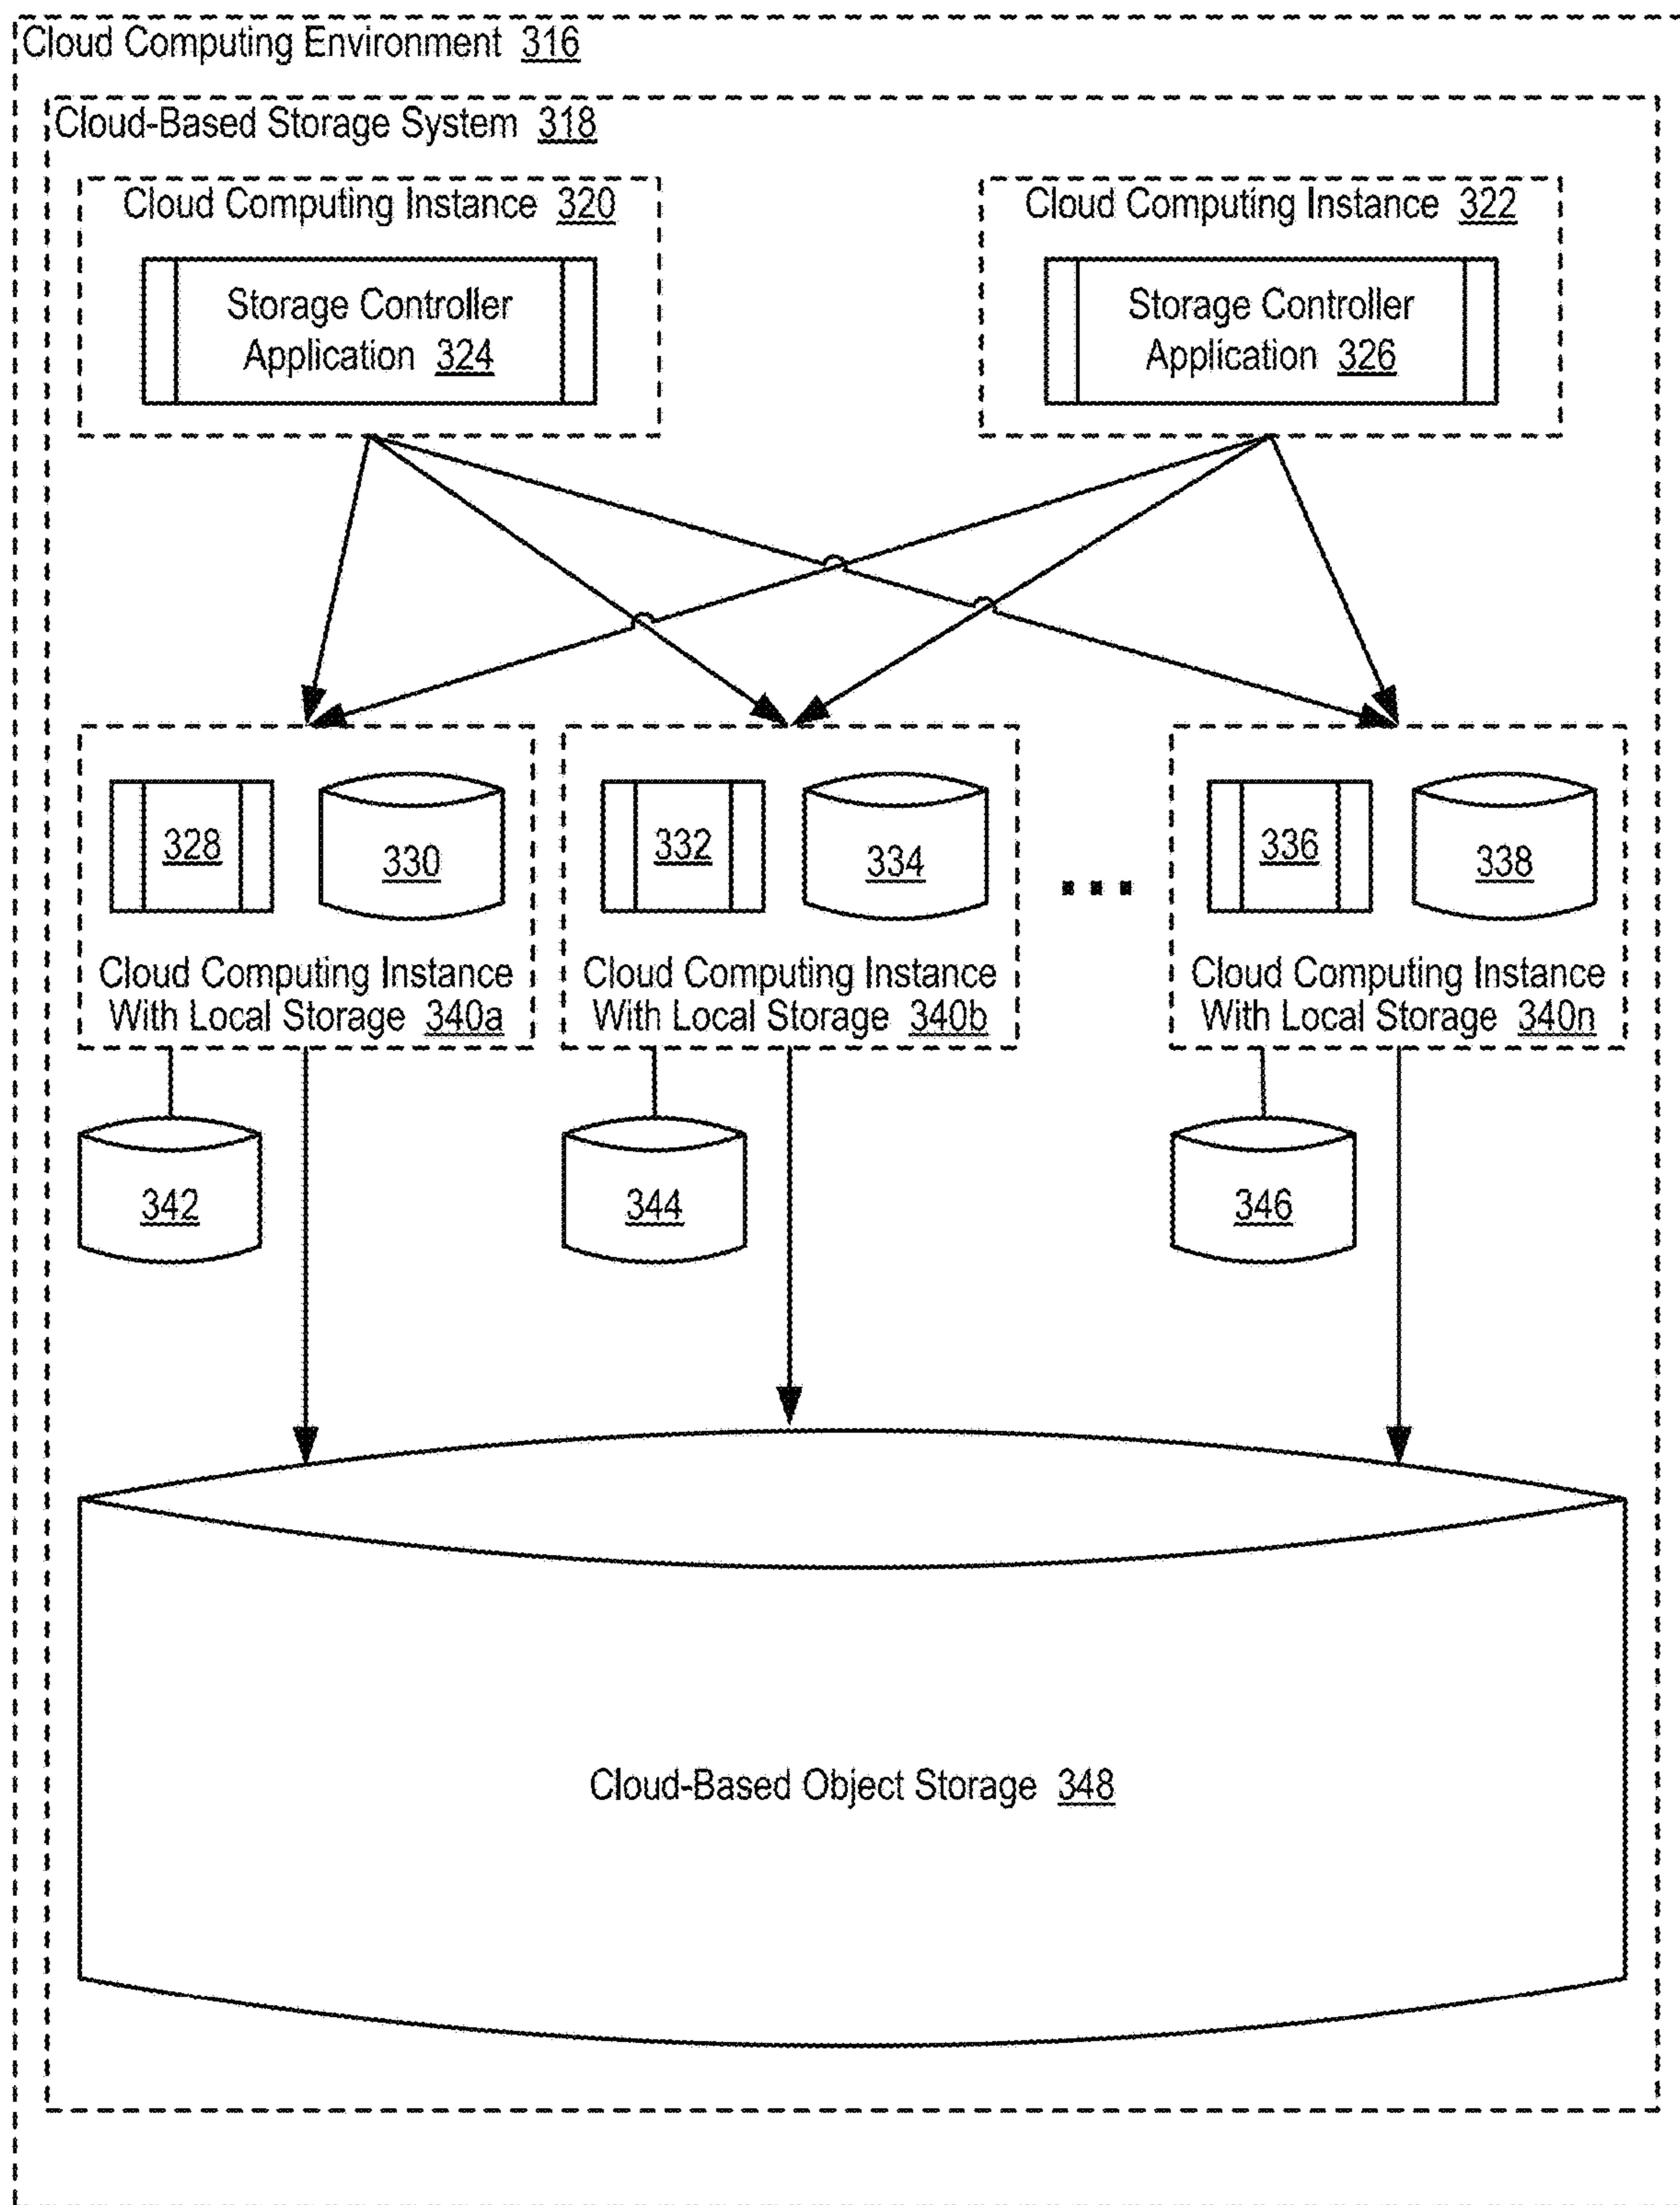 Cloud Computing Environment 316
Cloud-Based Storage System 318
Cloud Computing Instance 320
Storage Controller
Application 324
Cloud Computing Instance 322
Storage Controller
Application 326
328
330
Cloud Computing Instance
With Local Storage 340a
332
334
Cloud Computing Instance
With Local Storage 340b
...
336
338
Cloud Computing Instance
With Local Storage 340n
342
344
346
Cloud-Based Object Storage 348